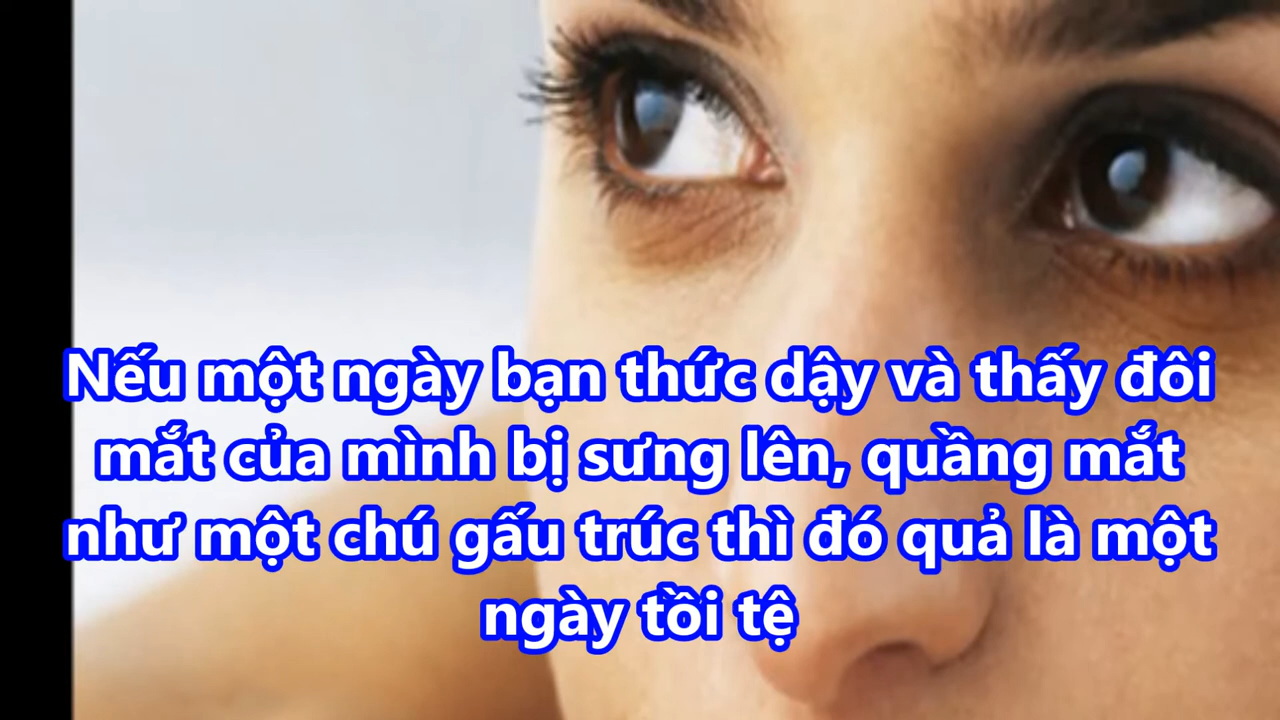 Nếu một ngày bạn thức dậy và thấy đôi
mắt của mình bị sưng lên, quầng mắt
như một chú gấu trúc thì đó quả là một
ngày tồi tệ